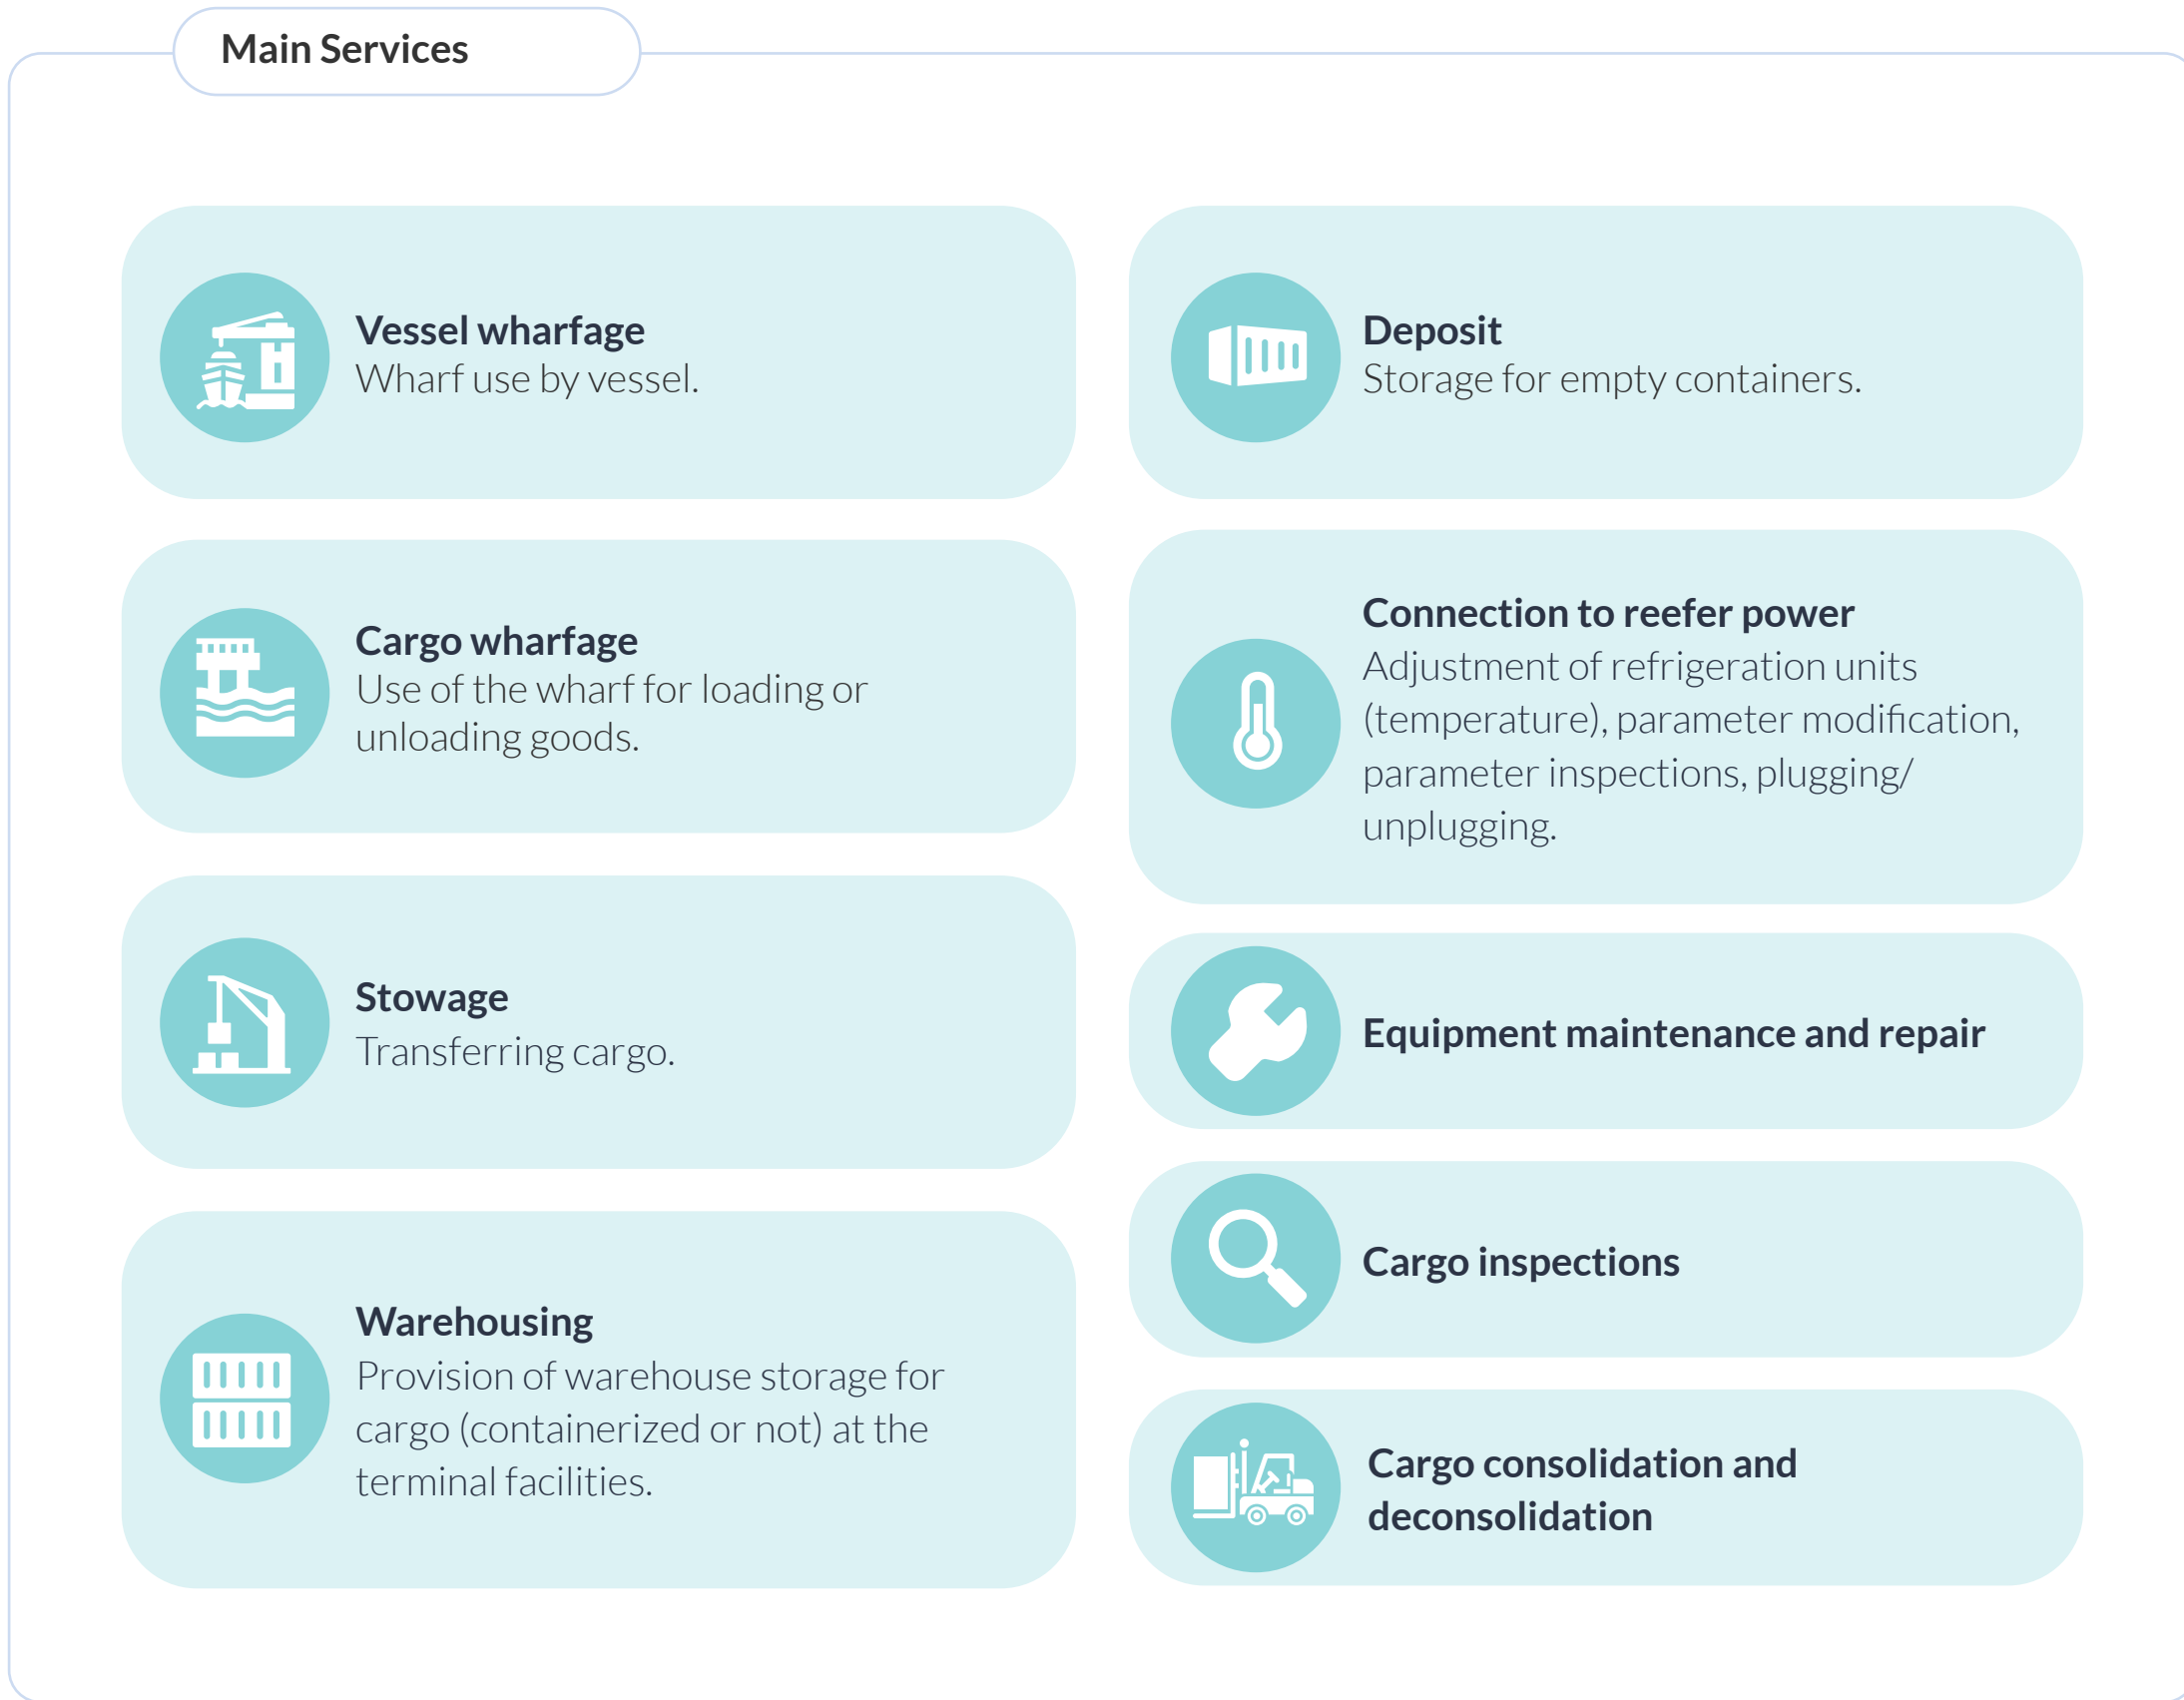 Main Services
Vessel wharfage
Wharf use by vessel.
Cargo wharfage
Use of the wharf for loading or
unloading goods.
Stowage
Transferring cargo.
Warehousing
Provision of warehouse storage for
cargo (containerized or not) at the
terminal facilities.
Deposit
Storage for empty containers.
Connection to reefer power
Adjustment of refrigeration units
(temperature), parameter modification,
parameter inspections, plugging/
unplugging.
Equipment maintenance and repair
Cargo inspections
Cargo consolidation and
deconsolidation